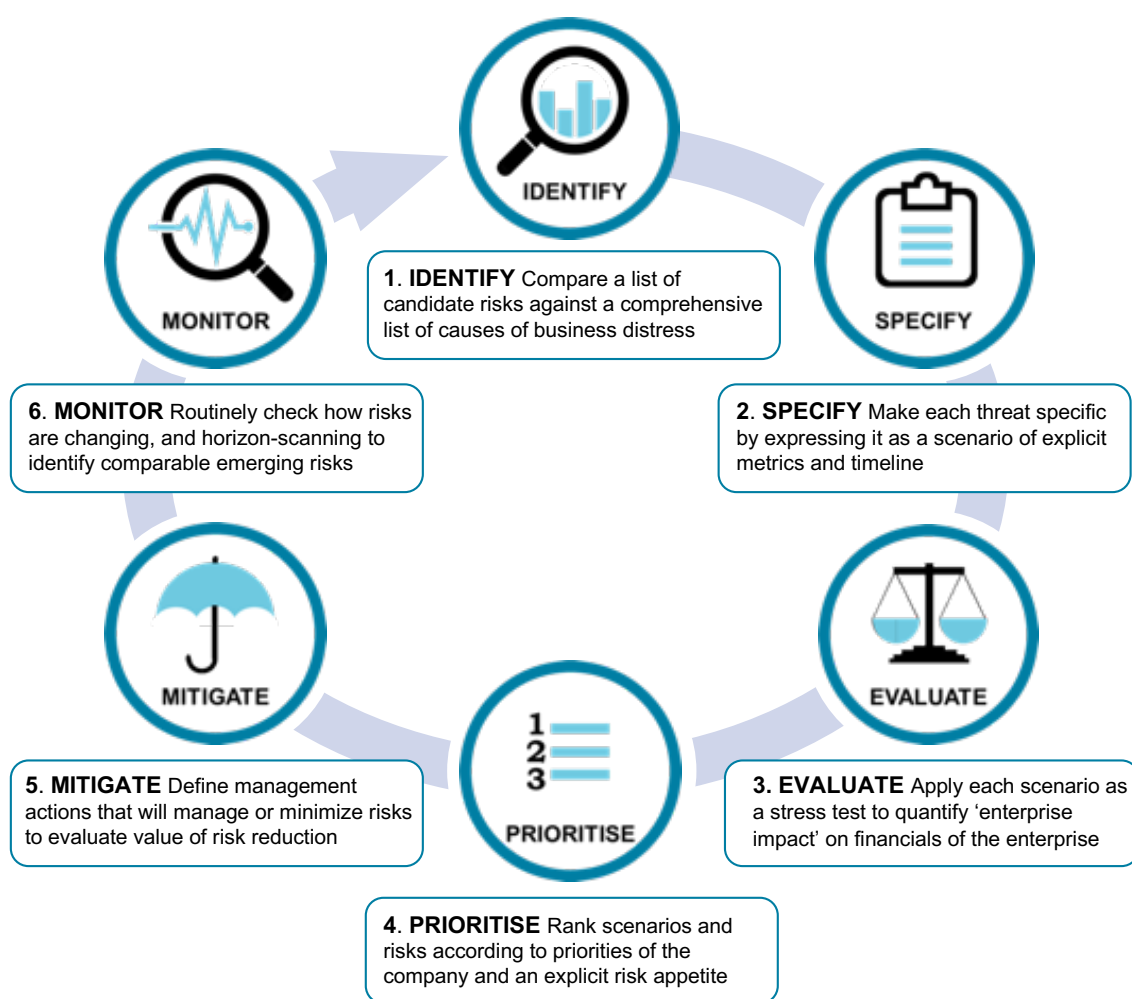 IDENTIFY
1. IDENTIFY Compare a list of
candidate risks against a comprehensive
list of causes of business distress
SPECIFY
2. SPECIFY Make each threat specific
by expressing it as a scenario of explicit
metrics and timeline
EVALUATE
3. EVALUATE Apply each scenario as
a stress test to quantify ‘enterprise
impact’ on financials of the enterprise
1
2
3
PRIORITISE
4. PRIORITISE Rank scenarios and
risks according to priorities of the
company and an explicit risk appetite
MITIGATE
5. MITIGATE Define management
actions that will manage or minimize risks
to evaluate value of risk reduction
MONITOR
6. MONITOR Routinely check how risks
are changing, and horizon-scanning to
identify comparable emerging risks